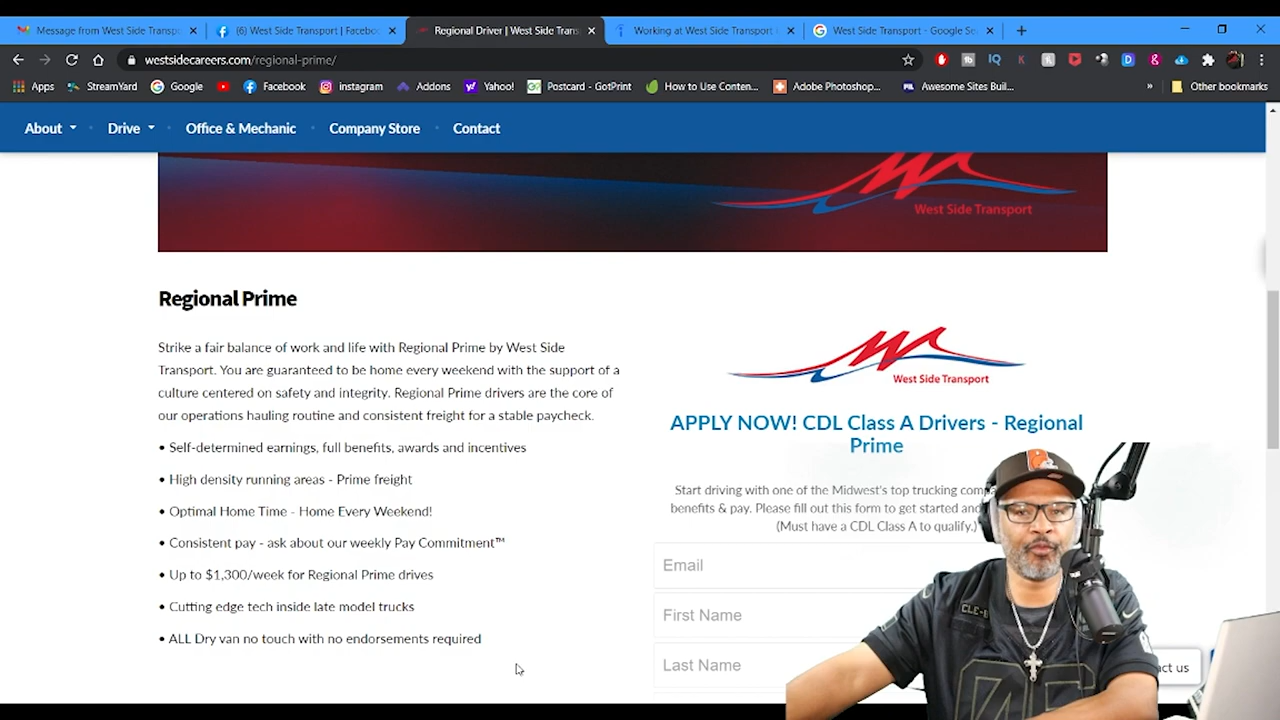 Message from West Side Transpo
(6) West Side Transport | Faceboo
Regional Driver | West Side Trans
Working at West Side Transport
West Side Transport - Google Se
westsidecareers.com/regional-prime/
Apps
StreamYard
Google
Facebook
instagram
Addons
Yahoo!
Postcard - GotPrint
How to Use Conten...
Adobe Photoshop...
Awesome Sites Buil...
» Other bookmarks
About
Drive
Office & Mechanic
Company Store
Contact
West Side Transport
Regional Prime
Strike a fair balance of work and life with Regional Prime by West Side
Transport. You are guaranteed to be home every weekend with the support of a
culture centered on safety and integrity. Regional Prime drivers are the core of
our operations hauling routine and consistent freight for a stable paycheck.
• Self-determined earnings, full benefits, awards and incentives
• High density running areas - Prime freight
• Optimal Home Time - Home Every Weekend!
• Consistent pay - ask about our weekly Pay Commitment™
• Up to $1,300/week for Regional Prime drives
• Cutting edge tech inside late model trucks
• ALL Dry van no touch with no endorsements required
West Side Transport
APPLY NOW! CDL Class A Drivers - Regional
Prime
Start driving with one of the Midwest's top trucking comp
benefits & pay. Please fill out this form to get started and
(Must have a CDL Class A to qualify.)
Email
First Name
Last Name
CLE-
act us